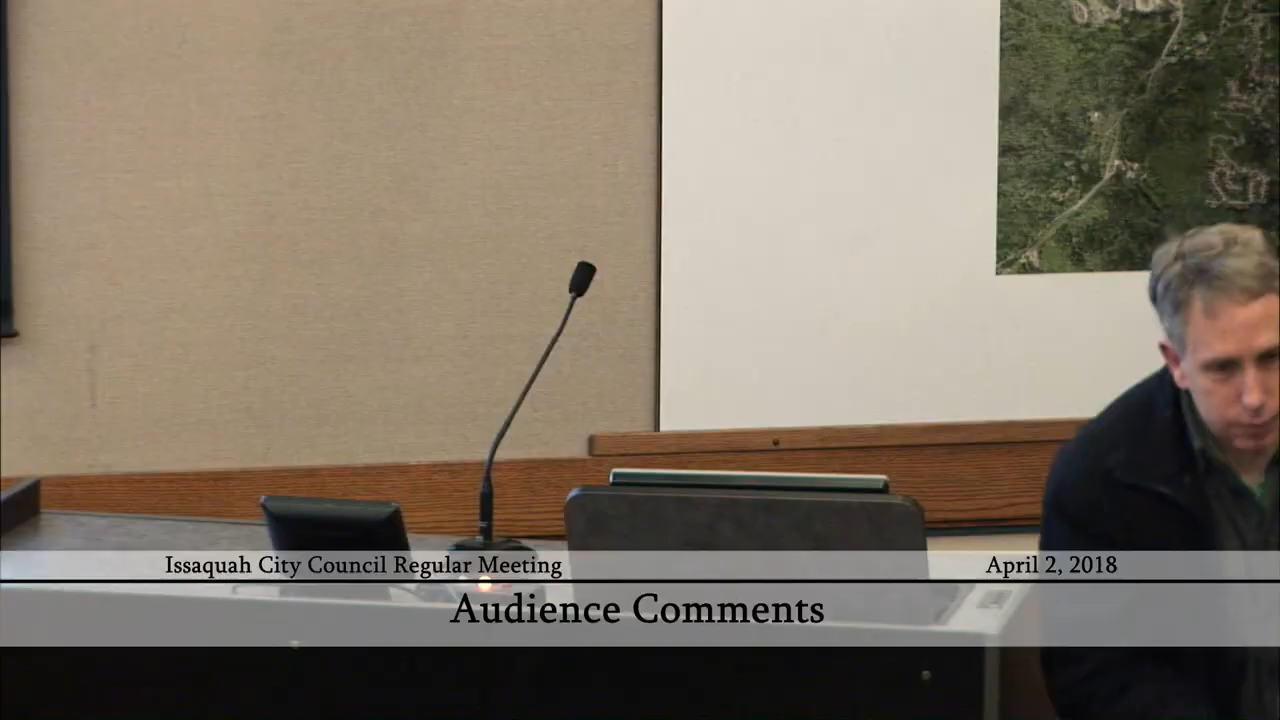 Issaquah City Council Regular Meeting
April 2, 2018
Audience Comments